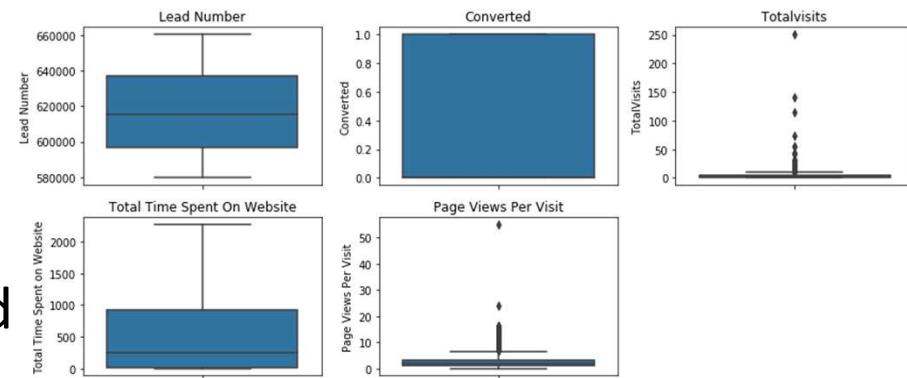 Lead Number
Lead Number
660000
640000
620000
600000
580000
Converted
Converted
1.0
0.8
0.6
0.4
0.2
0.0
Totalvisits
TotalVisits
250
200
150
100
50
0
Total Time Spent On Website
Total Time Spent on Website
2000
1500
1000
500
0
Page Views Per Visit
Page Views Per Visit
50
40
30
20
10
0
d